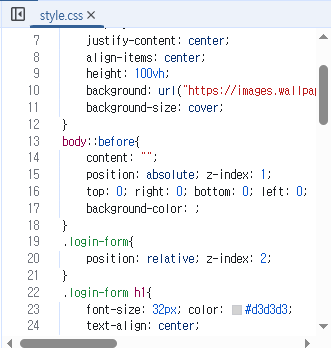 style.css ×
7 justify-content: center;
8 align-items: center;
9 height: 100vh;
10 background: url("https://images.wallpap
11 background-size: cover;
12 }
13 body::before{
14 content: "";
15 position: absolute; z-index: 1;
16 top: 0; right: 0; bottom: 0; left: 0;
17 background-color: ;
18 }
19 .login-form{
20 position: relative; z-index: 2;
21 }
22 .login-form h1{
23 font-size: 32px; color: #d3d3d3;
24 text-align: center;